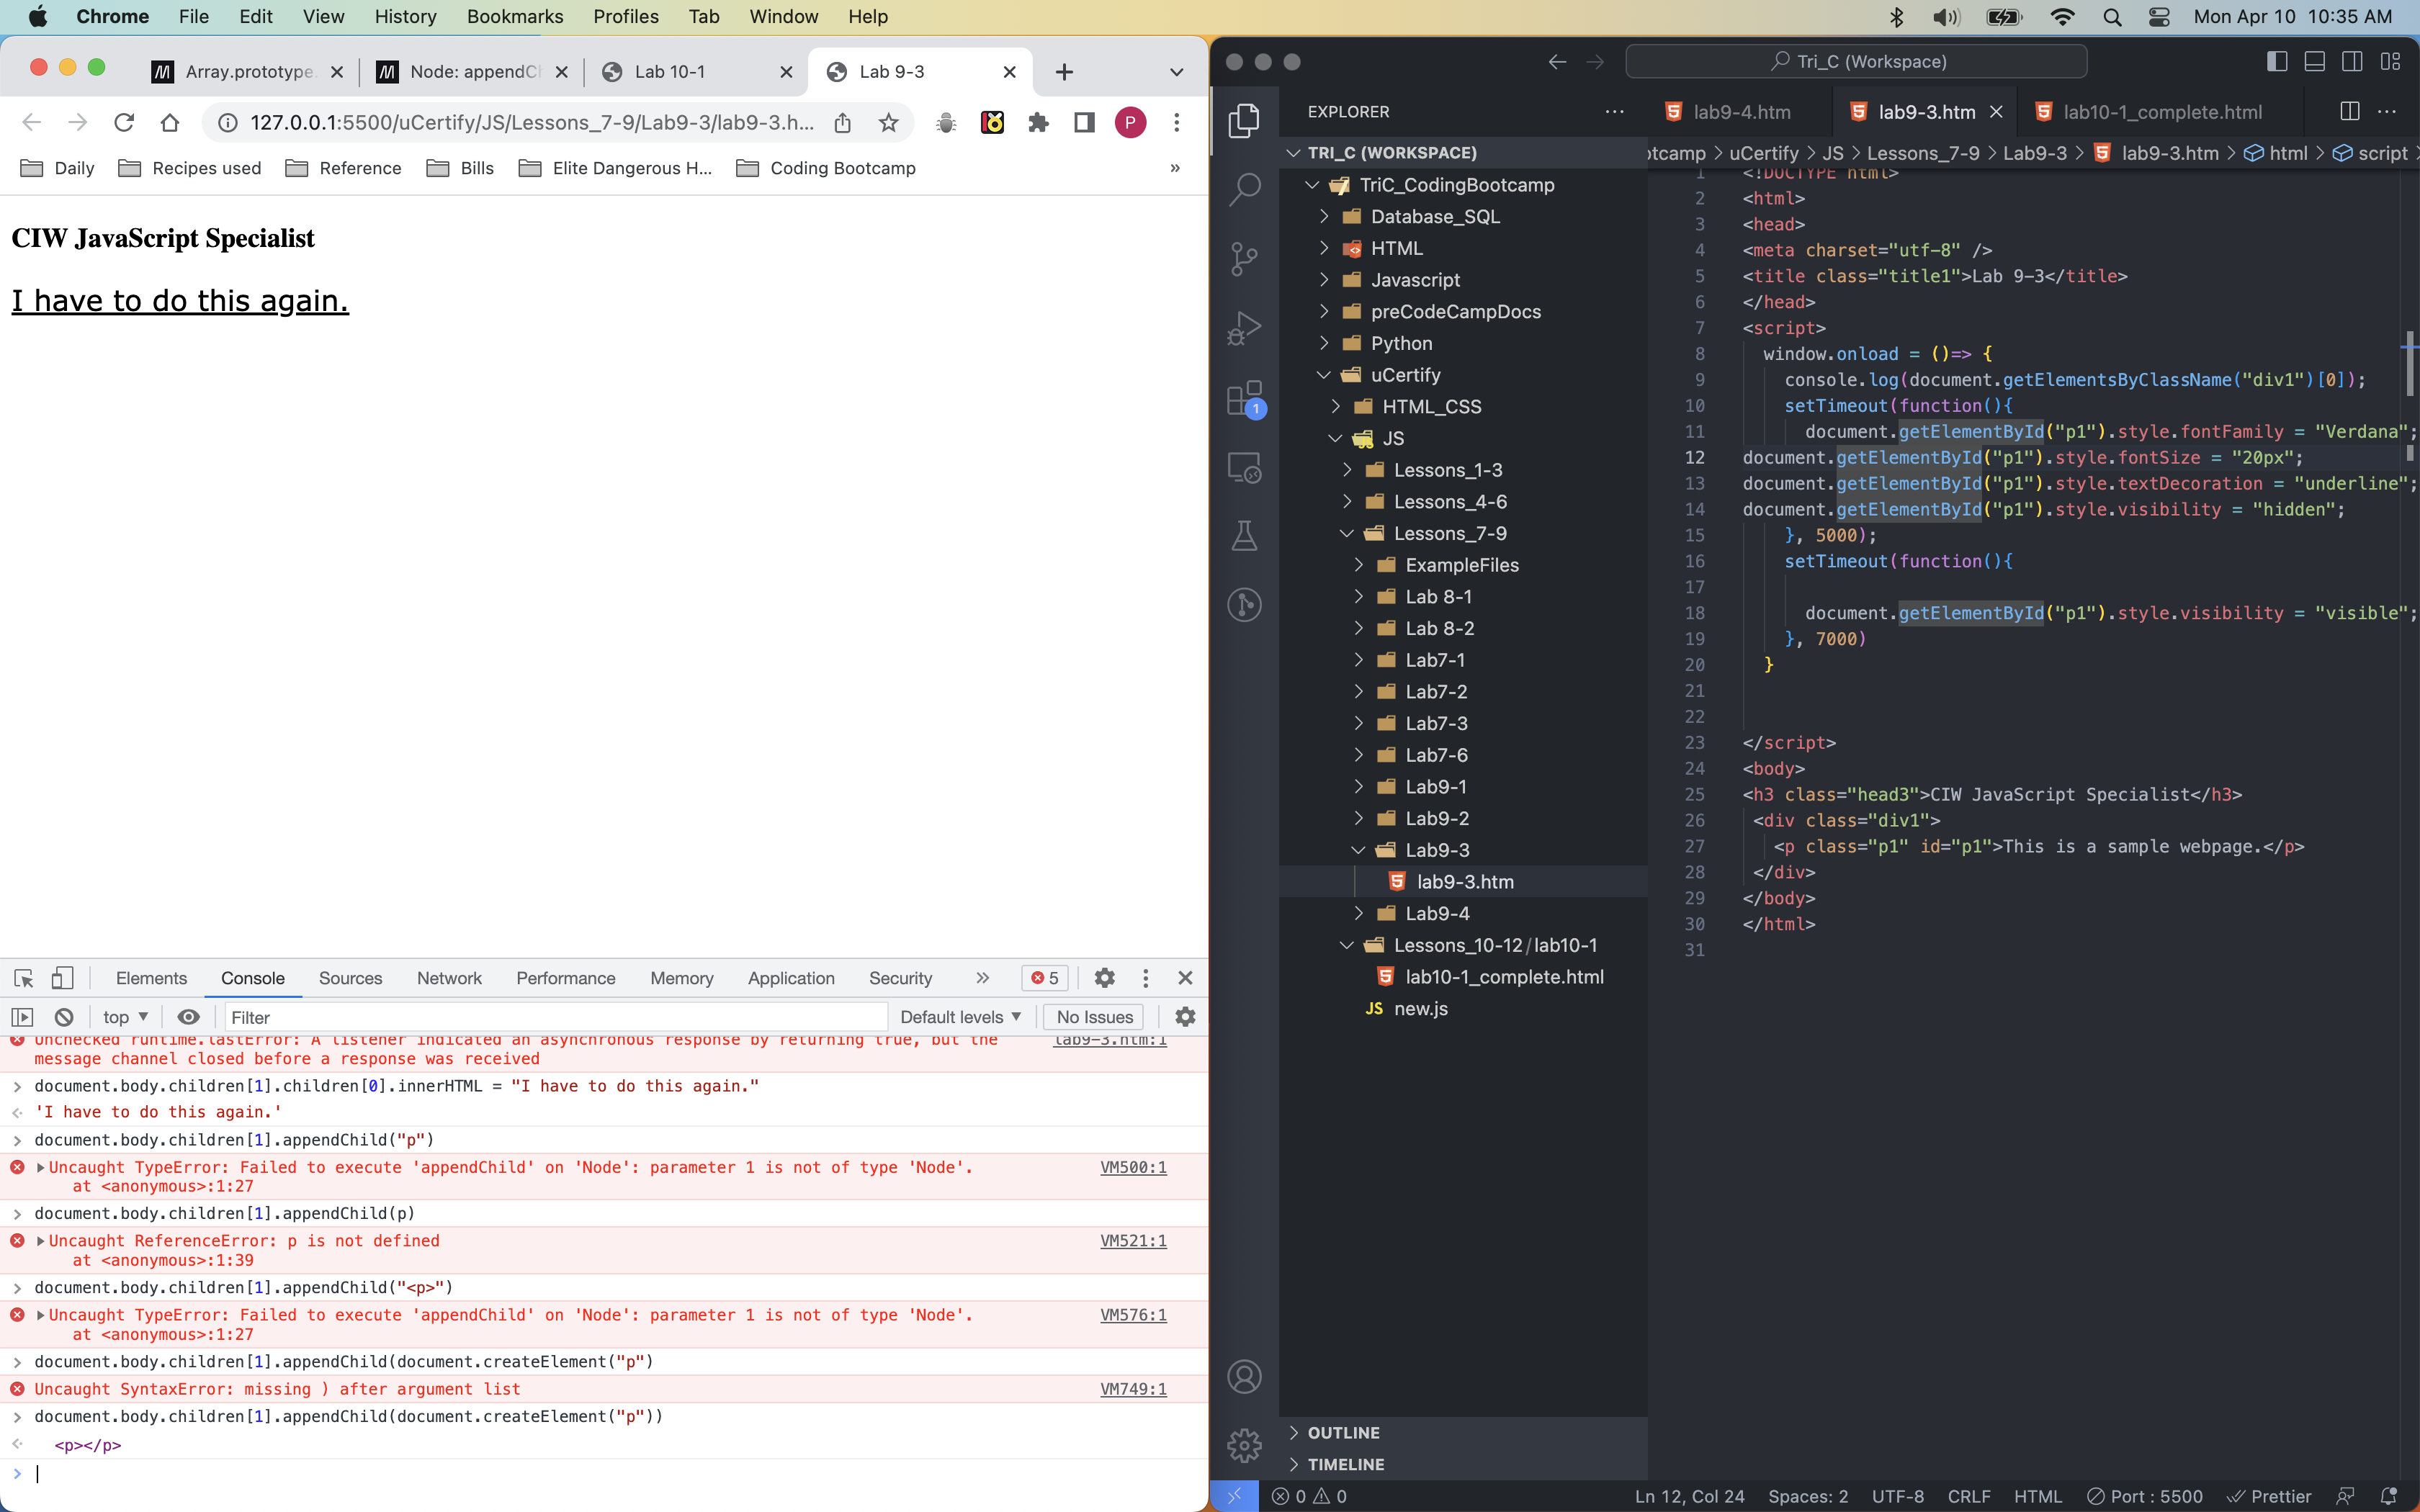 Chrome File Edit View History Bookmarks Profiles Tab Window Help
Mon Apr 10 10:35 AM
Array.prototype.
Node: appendCh
Lab 10-1
Lab 9-3
127.0.0.1:5500/uCertify/JS/Lessons_7-9/Lab9-3/lab9-3.h...
P
Daily Recipes used Reference Bills Elite Dangerous H... Coding Bootcamp »
CIW JavaScript Specialist
I have to do this again.
Elements Console Sources Network Performance Memory Application Security » 5
top Filter Default levels No Issues
Unchecked runtime.lastError: A listener indicated an asynchronous response by returning true, but the lab9-3.htm:1
message channel closed before a response was received
> document.body.children[1].children[0].innerHTML = "I have to do this again."
'I have to do this again.'
> document.body.children[1].appendChild("p")
Uncaught TypeError: Failed to execute 'appendChild' on 'Node': parameter 1 is not of type 'Node'. VM500:1
at <anonymous>:1:27
> document.body.children[1].appendChild(p)
Uncaught ReferenceError: p is not defined VM521:1
at <anonymous>:1:39
> document.body.children[1].appendChild("<p>")
Uncaught TypeError: Failed to execute 'appendChild' on 'Node': parameter 1 is not of type 'Node'. VM576:1
at <anonymous>:1:27
> document.body.children[1].appendChild(document.createElement("p")
Uncaught SyntaxError: missing ) after argument list VM749:1
> document.body.children[1].appendChild(document.createElement("p"))
<p></p>
>
Tri_C (Workspace)
EXPLORER ...
TRI_C (WORKSPACE)
TriC_CodingBootcamp
Database_SQL
HTML
Javascript
preCodeCampDocs
Python
uCertify
HTML_CSS
JS
Lessons_1-3
Lessons_4-6
Lessons_7-9
ExampleFiles
Lab 8-1
Lab 8-2
Lab7-1
Lab7-2
Lab7-3
Lab7-6
Lab9-1
Lab9-2
Lab9-3
lab9-3.htm
Lab9-4
Lessons_10-12/lab10-1
lab10-1_complete.html
JS new.js
OUTLINE
TIMELINE
1
lab9-4.htm lab9-3.htm lab10-1_complete.html ...
otcamp > uCertify > JS > Lessons_7-9 > Lab9-3 > lab9-3.htm > html > script >
1 <!DOCTYPE html>
2 <html>
3 <head>
4 <meta charset="utf-8" />
5 <title class="title1">Lab 9-3</title>
6 </head>
7 <script>
8 window.onload = ()=> {
9 console.log(document.getElementsByClassName("div1")[0]);
10 setTimeout(function(){
11 document.getElementById("p1").style.fontFamily = "Verdana";
12 document.getElementById("p1").style.fontSize = "20px";
13 document.getElementById("p1").style.textDecoration = "underline";
14 document.getElementById("p1").style.visibility = "hidden";
15 }, 5000);
16 setTimeout(function(){
17
18 document.getElementById("p1").style.visibility = "visible";
19 }, 7000)
20 }
21
22
23 </script>
24 <body>
25 <h3 class="head3">CIW JavaScript Specialist</h3>
26 <div class="div1">
27 <p class="p1" id="p1">This is a sample webpage.</p>
28 </div>
29 </body>
30 </html>
31
0 0 Ln 12, Col 24 Spaces: 2 UTF-8 CRLF HTML Port : 5500 Prettier